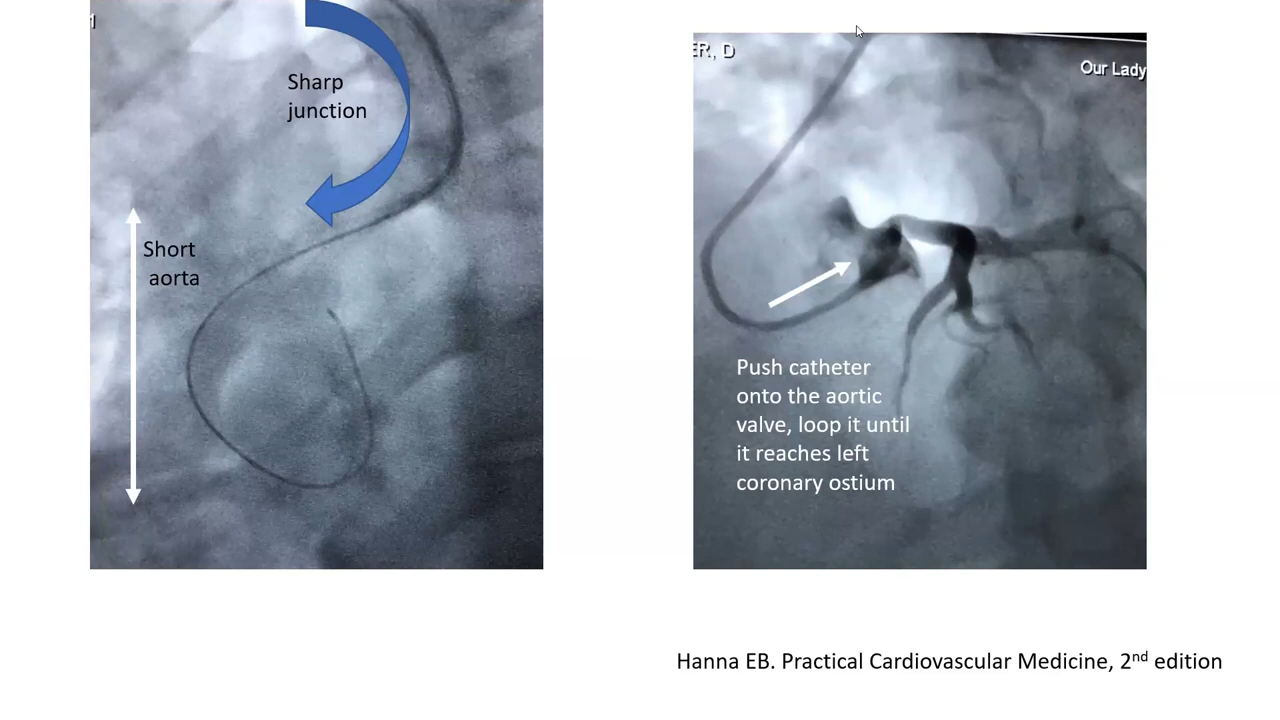 1
Sharp
junction
Short
aorta
ER, D
Our Lady
Push catheter
onto the aortic
valve, loop it until
it reaches left
coronary ostium
Hanna EB. Practical Cardiovascular Medicine, 2nd edition